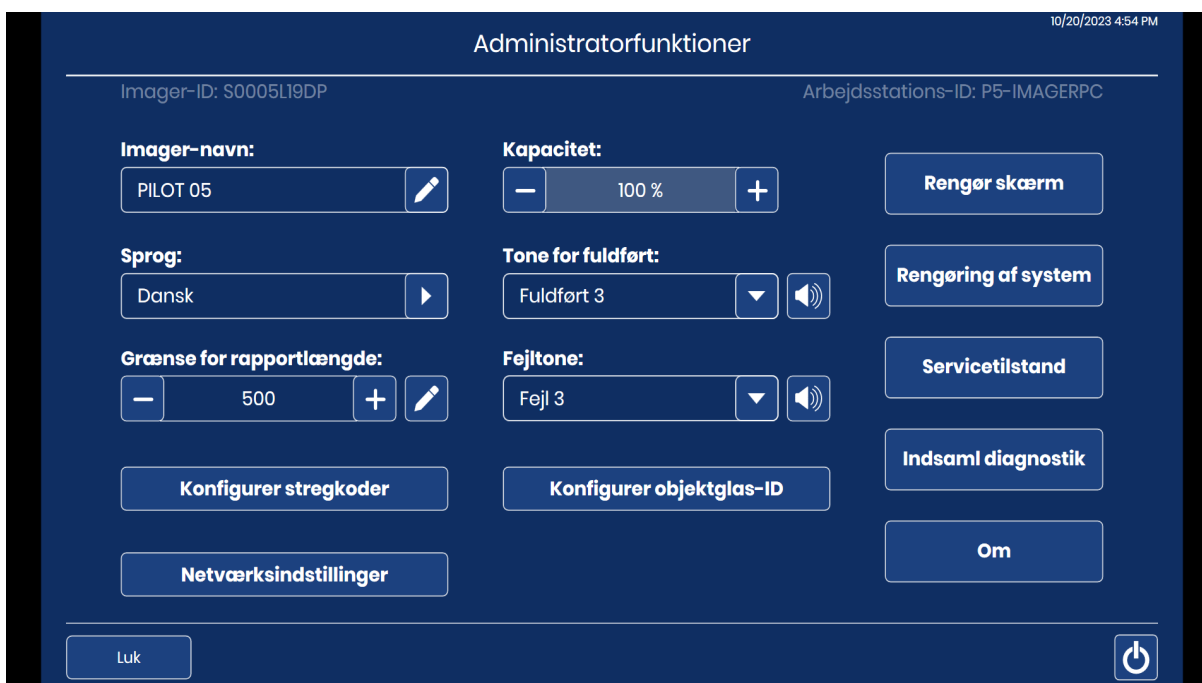 10/20/2023 4:54 PM
Administratorfunktioner
Imager-ID: S0005L19DP
Arbejdsstations-ID: P5-IMAGERPC
Imager-navn:
PILOT 05
Kapacitet:
100 %
Rengør skærm
Sprog:
Dansk
Tone for fuldført:
Fuldført 3
Rengøring af system
Grænse for rapportlængde:
500
Fejltone:
Fejl 3
Servicetilstand
Indsaml diagnostik
Konfigurer stregkoder
Konfigurer objektglas-ID
Om
Netværksindstillinger
Luk